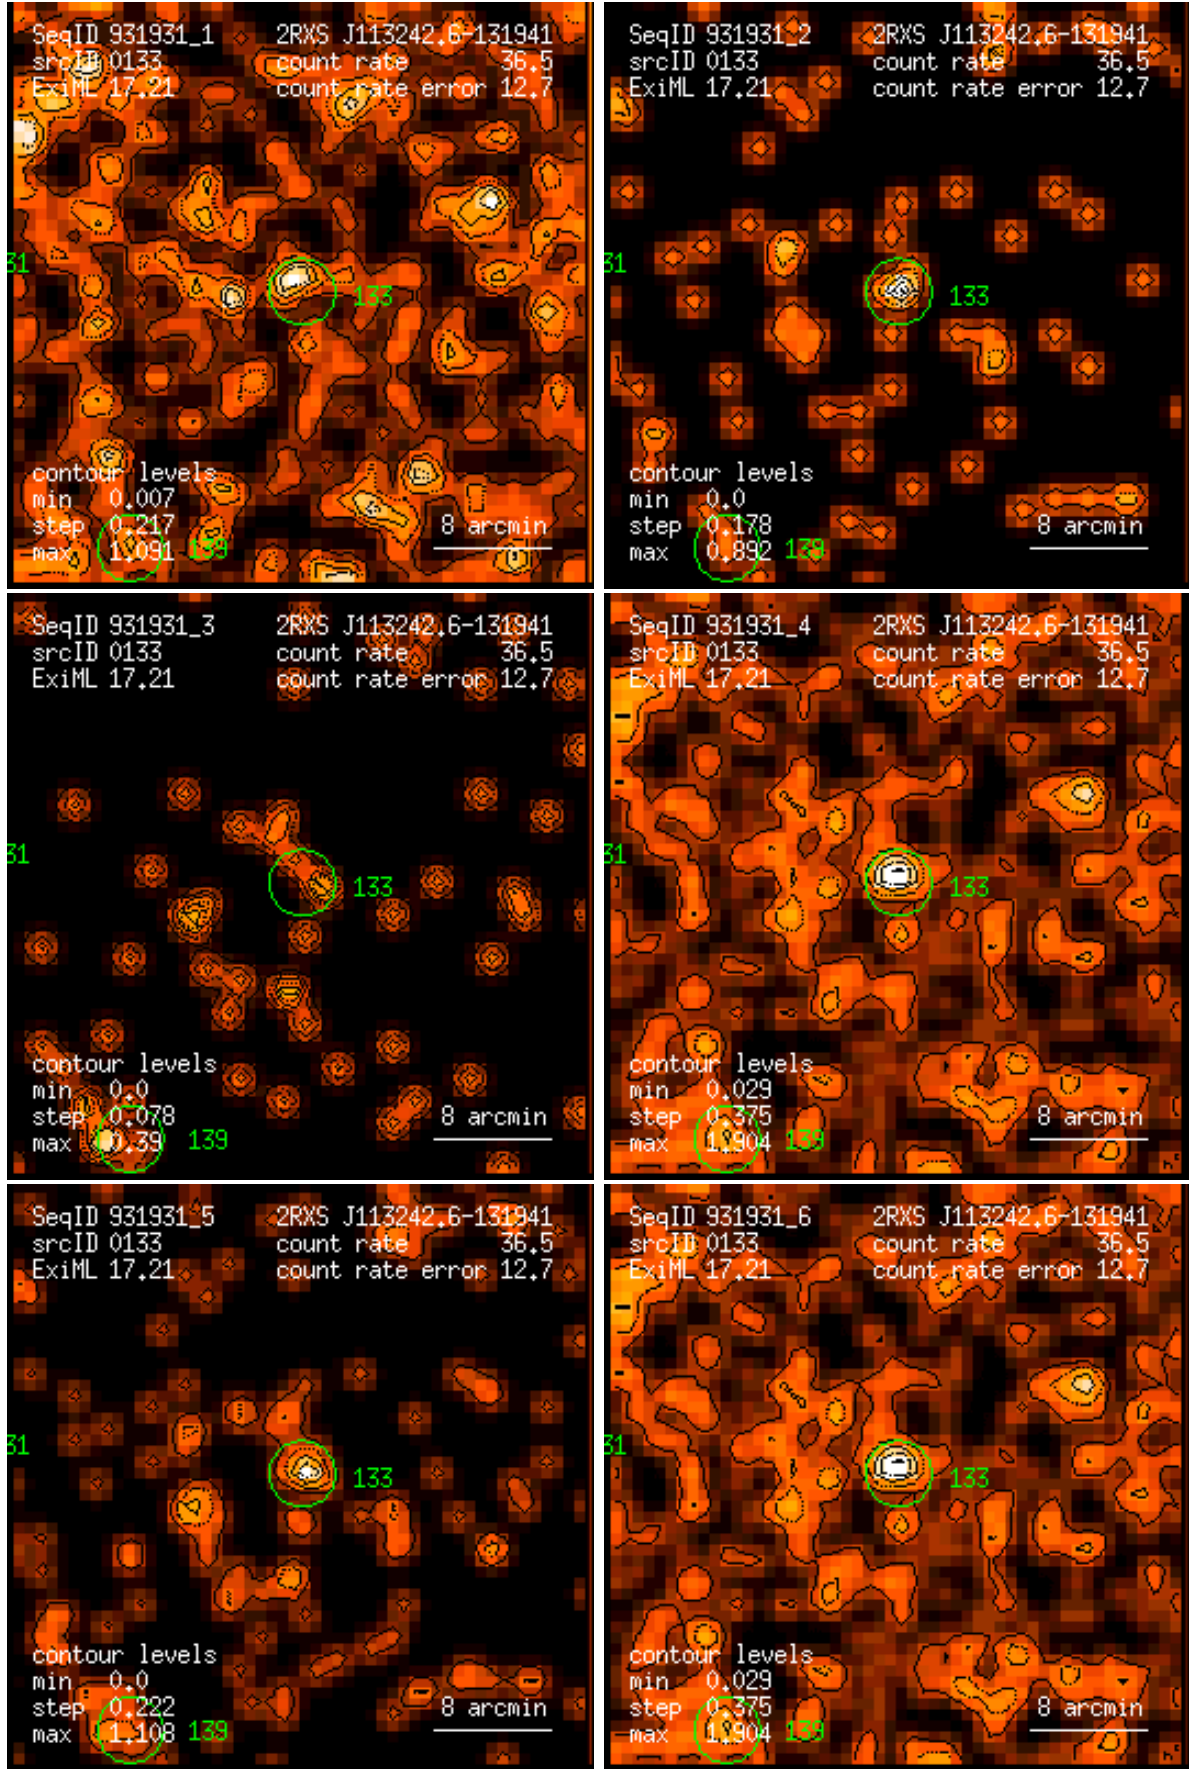 SeqID 931931_1 2RXS J113242.6-131941
srcID 0133 count rate 36.5
ExiML 17.21 count rate error 12.7
31
133
contour levels
min 0.007
step 0.217
max 1.091
139
8 arcmin
SeqID 931931_2 2RXS J113242.6-131941
srcID 0133 count rate 36.5
ExiML 17.21 count rate error 12.7
31
133
contour levels
min 0.0
step 0.178
max 0.892
139
8 arcmin
SeqID 931931_3 2RXS J113242.6-131941
srcID 0133 count rate 36.5
ExiML 17.21 count rate error 12.7
31
133
contour levels
min 0.0
step 0.078
max 0.39
139
8 arcmin
SeqID 931931_4 2RXS J113242.6-131941
srcID 0133 count rate 36.5
ExiML 17.21 count rate error 12.7
31
133
contour levels
min 0.029
step 0.375
max 1.904
139
8 arcmin
SeqID 931931_5 2RXS J113242.6-131941
srcID 0133 count rate 36.5
ExiML 17.21 count rate error 12.7
31
133
contour levels
min 0.0
step 0.222
max 1.108
139
8 arcmin
SeqID 931931_6 2RXS J113242.6-131941
srcID 0133 count rate 36.5
ExiML 17.21 count rate error 12.7
31
133
contour levels
min 0.029
step 0.375
max 1.904
139
8 arcmin